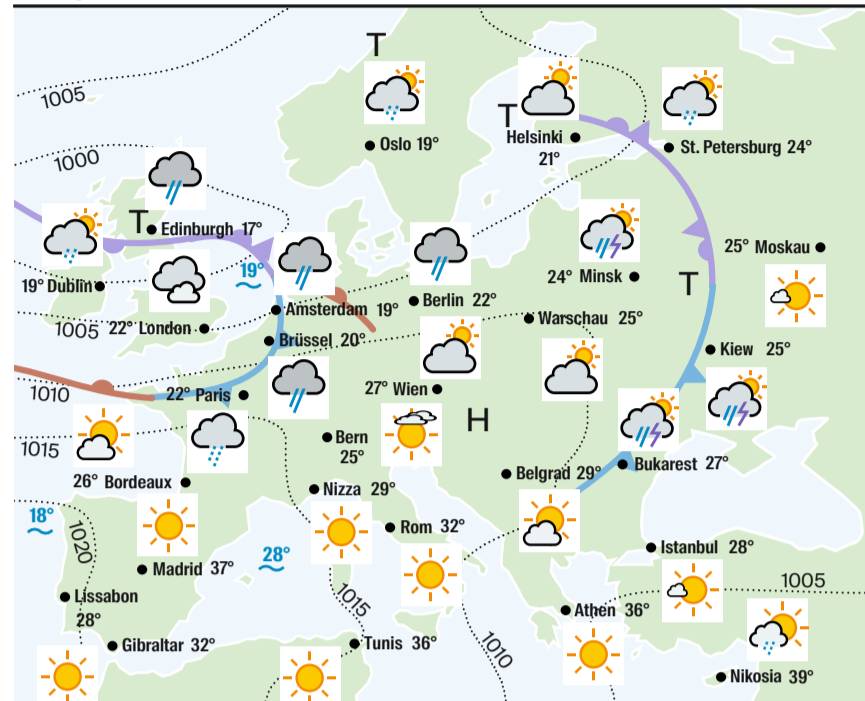 T
1005
Oslo 19°
T
Helsinki
21°
St. Petersburg 24°
1000
T
Edinburgh 17°
25° Moskau
19°
24° Minsk
T
19° Dublin
Amsterdam 19°
Berlin 22°
1005
22° London
Warschau 25°
Brüssel 20°
Kiew 25°
1010
22° Paris
27° Wien
H
1015
Bern
25°
26° Bordeaux
Nizza 29°
Belgrad 29°
Bukarest 27°
18°
1020
Rom 32°
28°
Istanbul 28°
Madrid 37°
1005
Lissabon
28°
1015
Athen 36°
Gibraltar 32°
Tunis 36°
1010
Nikosia 39°